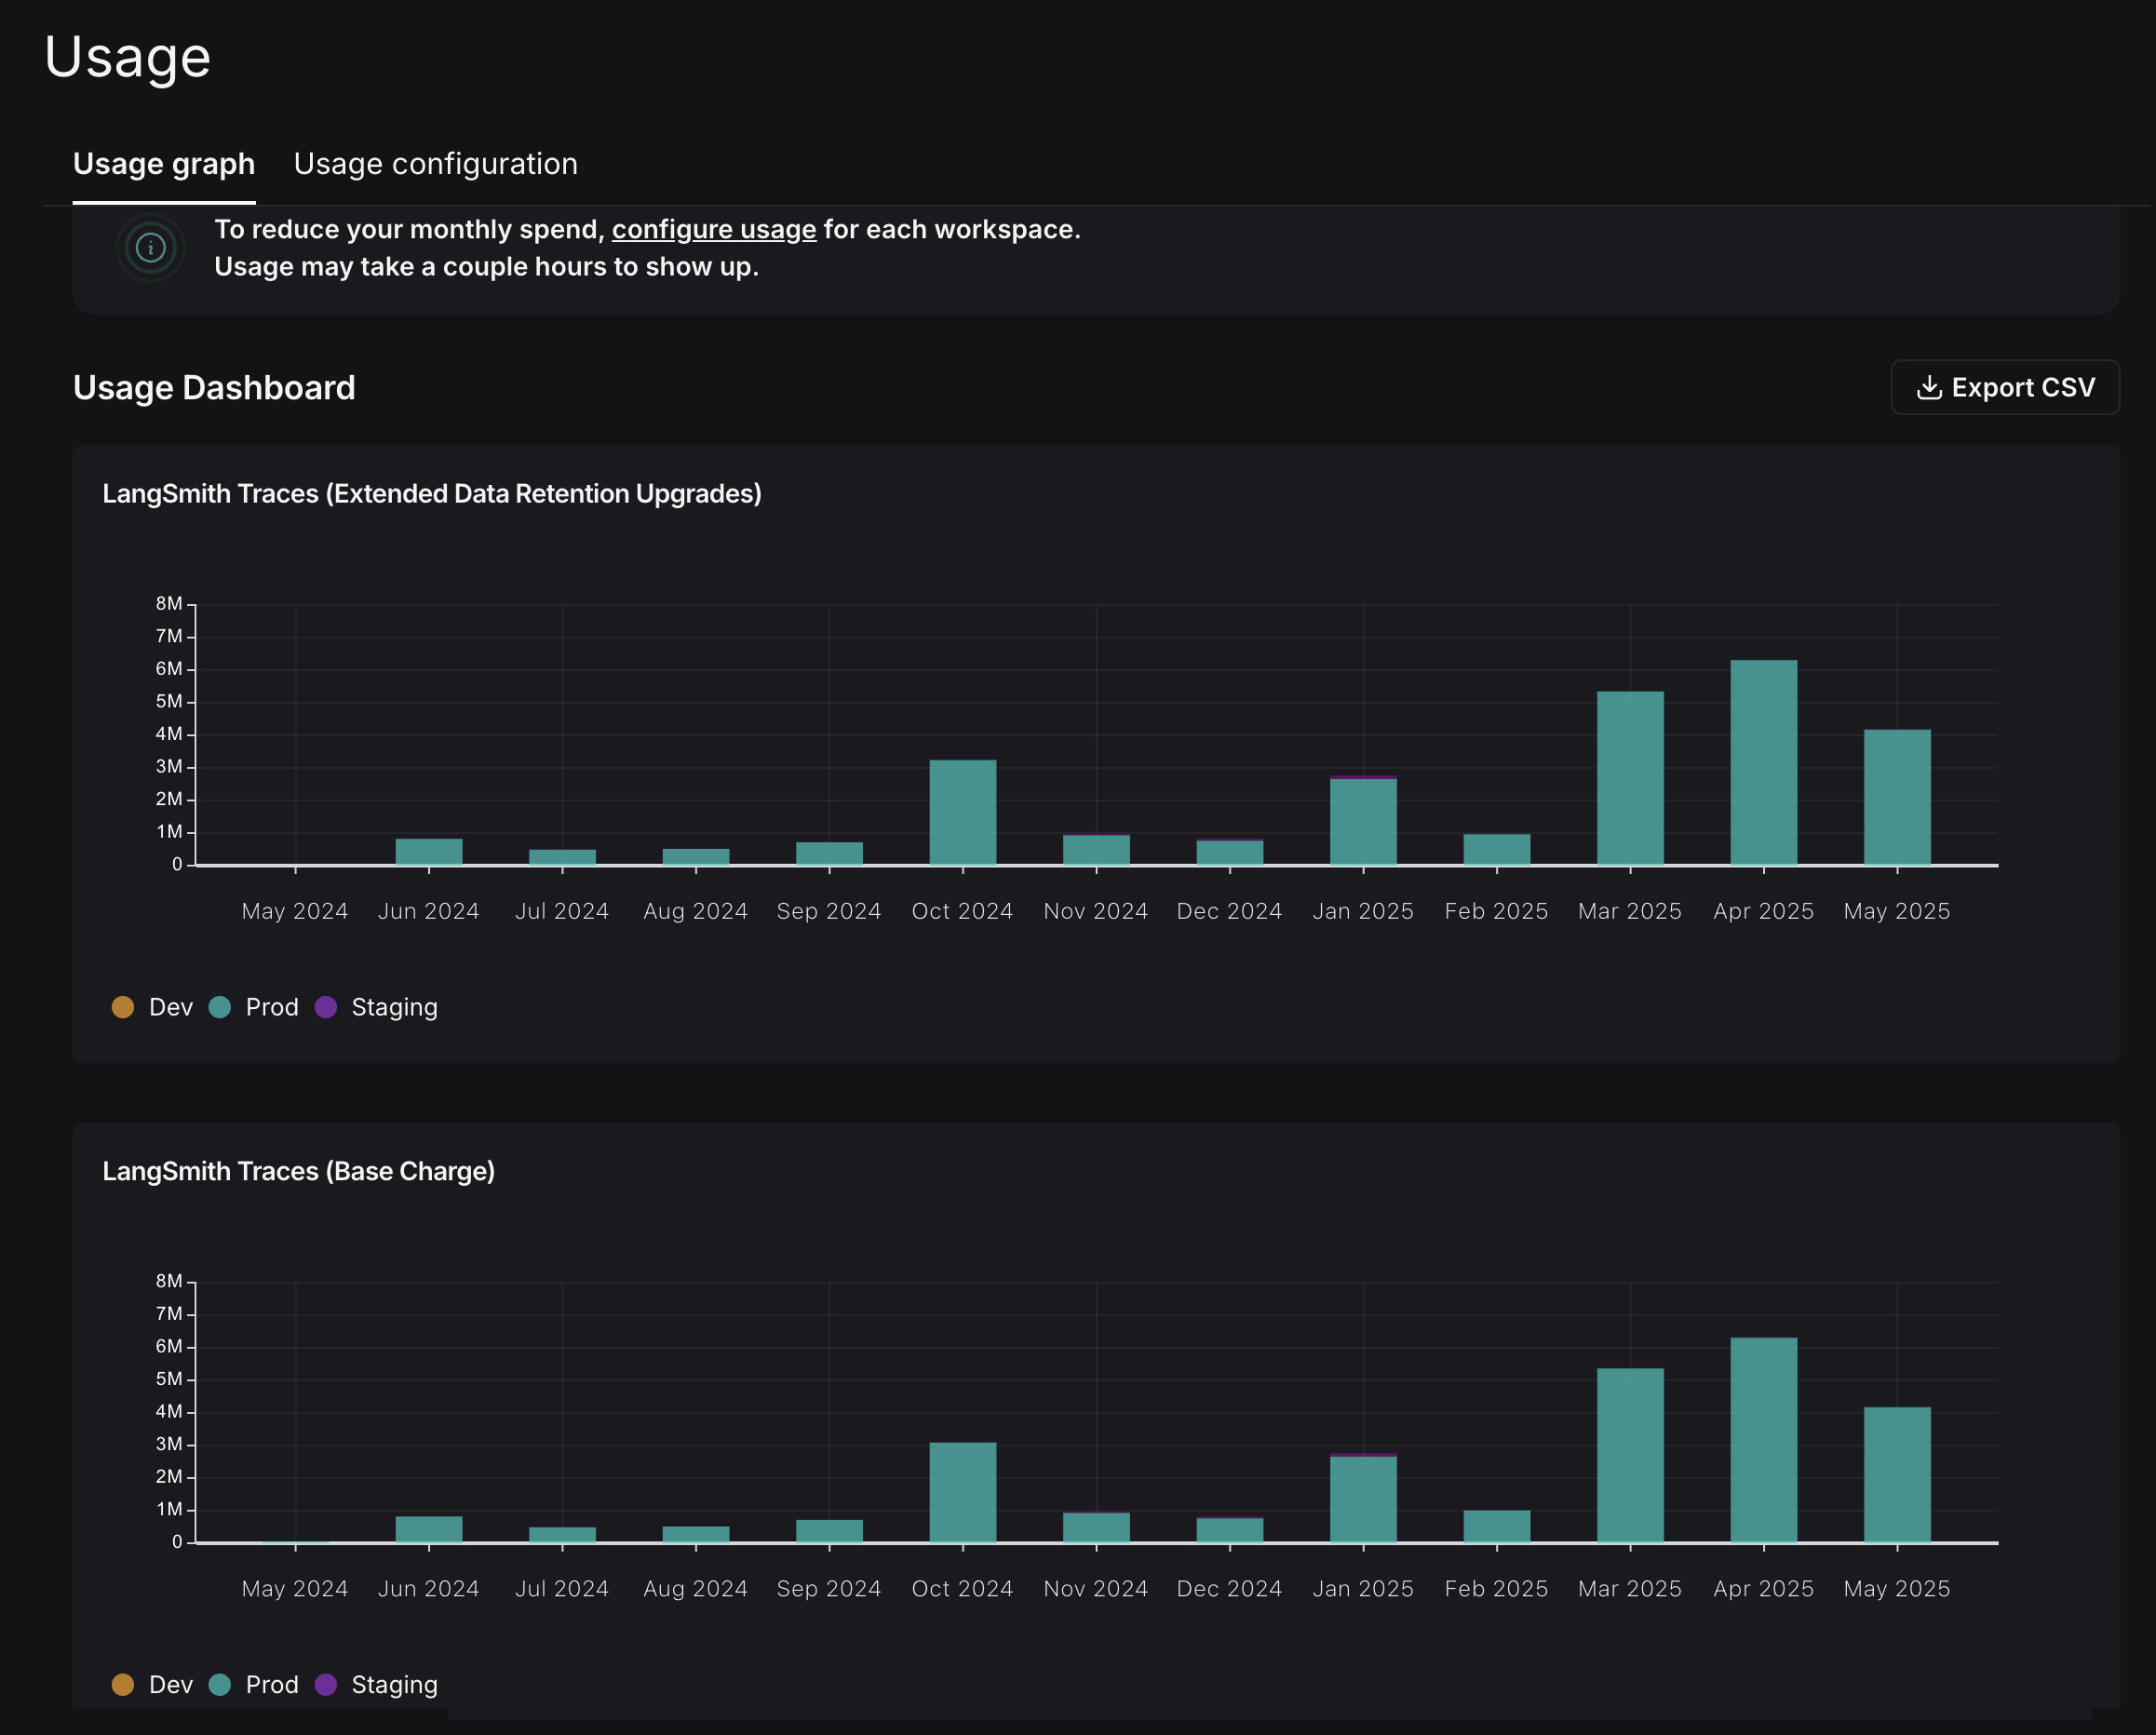 Usage
Usage graph Usage configuration
To reduce your monthly spend, configure usage for each workspace.
Usage may take a couple hours to show up.
Usage Dashboard
Export CSV
LangSmith Traces (Extended Data Retention Upgrades)
8M
7M
6M
5M
4M
3M
2M
1M
0
May 2024 Jun 2024 Jul 2024 Aug 2024 Sep 2024 Oct 2024 Nov 2024 Dec 2024 Jan 2025 Feb 2025 Mar 2025 Apr 2025 May 2025
Dev Prod Staging
LangSmith Traces (Base Charge)
8M
7M
6M
5M
4M
3M
2M
1M
0
May 2024 Jun 2024 Jul 2024 Aug 2024 Sep 2024 Oct 2024 Nov 2024 Dec 2024 Jan 2025 Feb 2025 Mar 2025 Apr 2025 May 2025
Dev Prod Staging